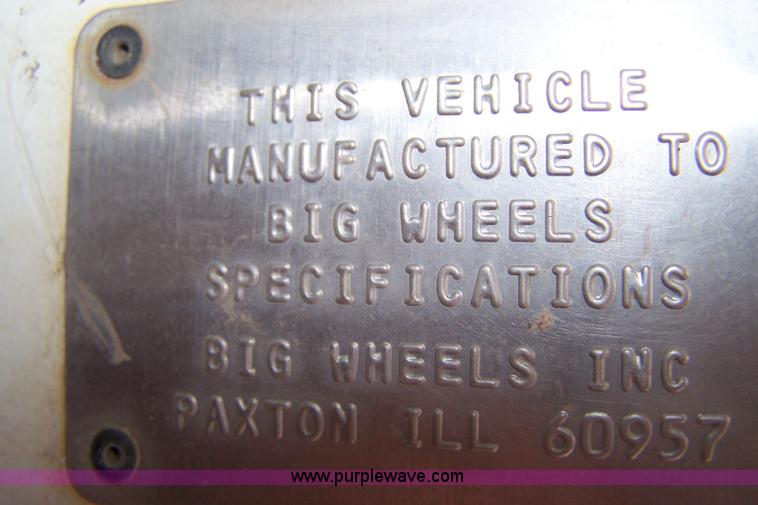 THIS VEHICLE
MANUFACTURED TO
BIG WHEELS
SPECIFICATIONS
BIG WHEELS INC
PAXTON ILL 60957
www.purplewave.com